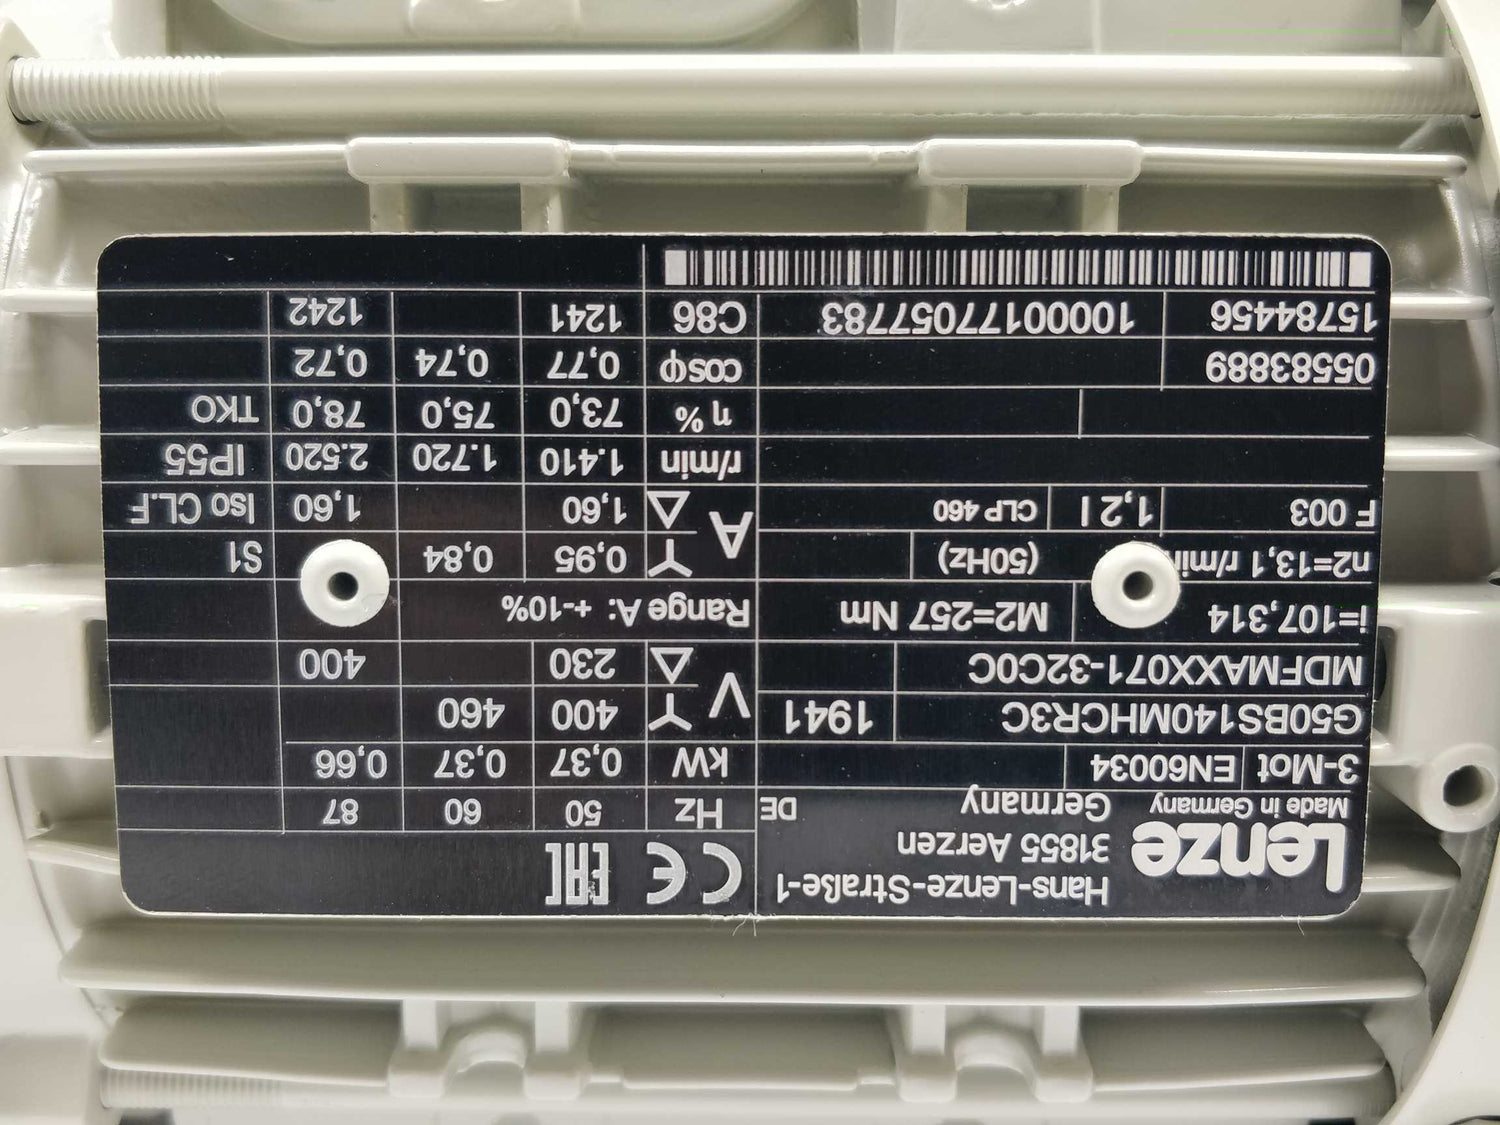 Lenze
Made in Germany
Hans-Lenze-Straße-1
31855 Aerzen
Germany DE
CE EAC
3-Mot EN60034
G50BS140MHCR3C 1941
MDFMAXX071-32C0C
i=107,314 M2=257 Nm
n2=13,1 r/min (50Hz)
F 003 1,2 l CLP 460
05583889
15784456 1000017057783
Hz 50 60 87
kW 0,37 0,37 0,66
V Y 400 460
Δ 230 400
Range A: +-10%
A Y 0,95 0,84 S1
Δ 1,60 1,60 Iso CL.F
r/min 1.410 1.720 2.520 IP55
η % 73,0 75,0 78,0 TKO
cosφ 0,77 0,74 0,72
C86 1241 1242